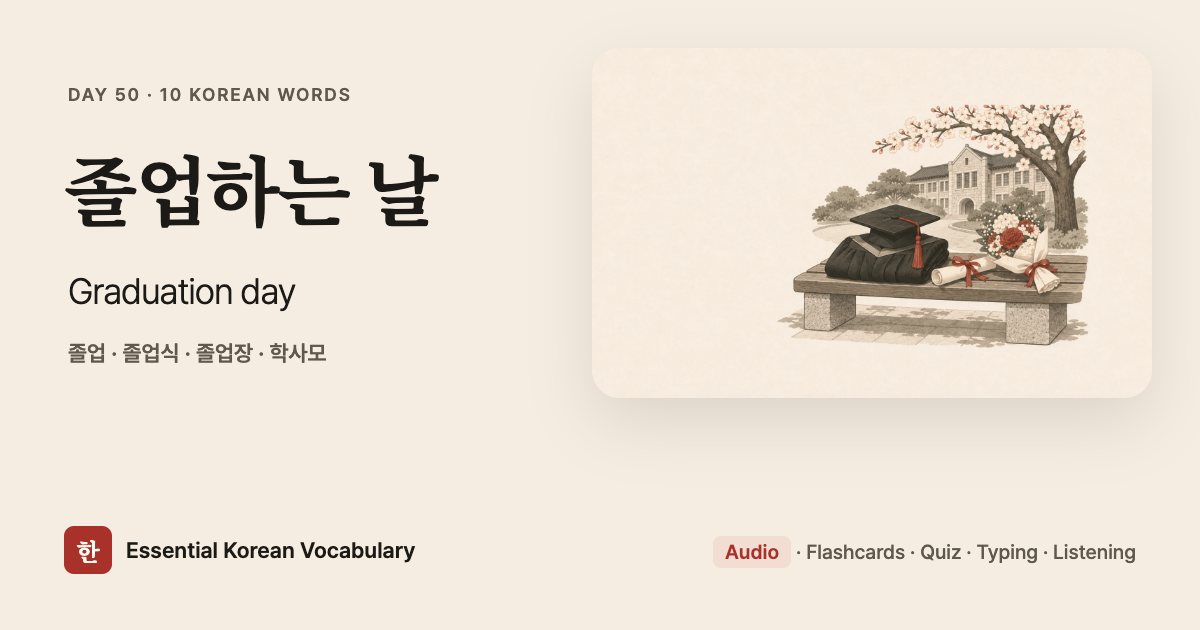 DAY 50 · 10 KOREAN WORDS
졸업하는 날
Graduation day
졸업 · 졸업식 · 졸업장 · 학사모
한
Essential Korean Vocabulary
Audio · Flashcards · Quiz · Typing · Listening